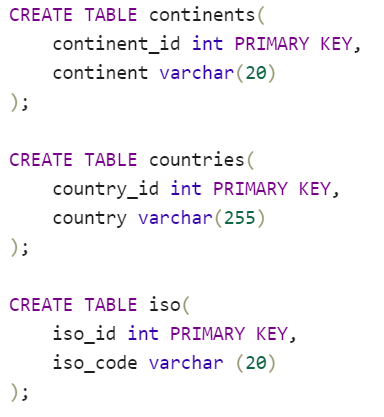 CREATE TABLE continents(
    continent_id int PRIMARY KEY,
    continent varchar(20)
);

CREATE TABLE countries(
    country_id int PRIMARY KEY,
    country varchar(255)
);

CREATE TABLE iso(
    iso_id int PRIMARY KEY,
    iso_code varchar (20)
);